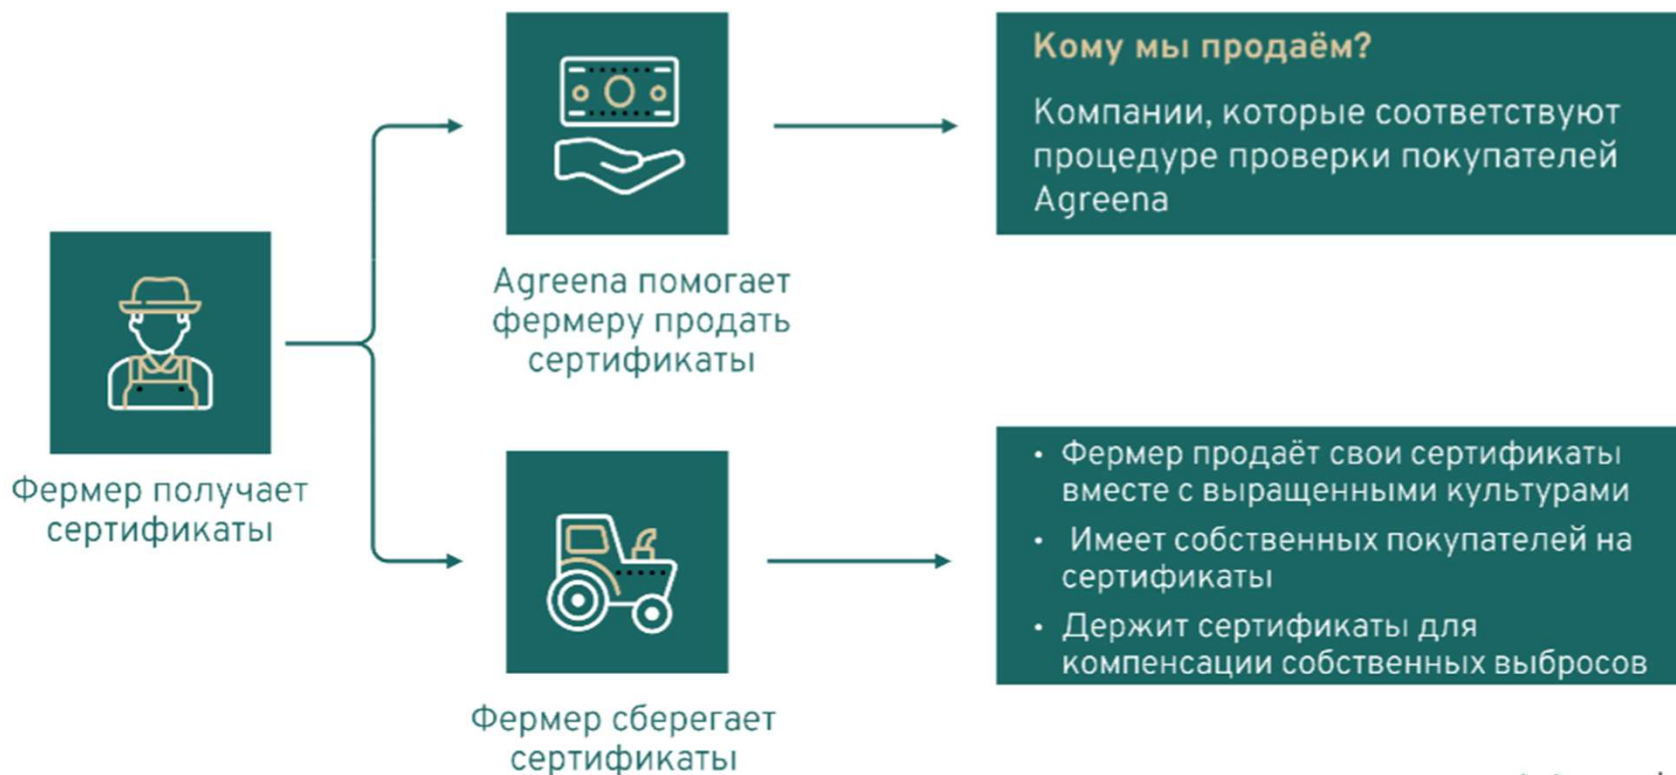 Фермер получает
сертификаты
Agreena помогает
фермеру продать
сертификаты
Кому мы продаём?
Компании, которые соответствуют
процедуре проверки покупателей
Agreena
Фермер сберегает
сертификаты
• Фермер продаёт свои сертификаты
вместе с выращенными культурами
• Имеет собственных покупателей на
сертификаты
• Держит сертификаты для
компенсации собственных выбросов